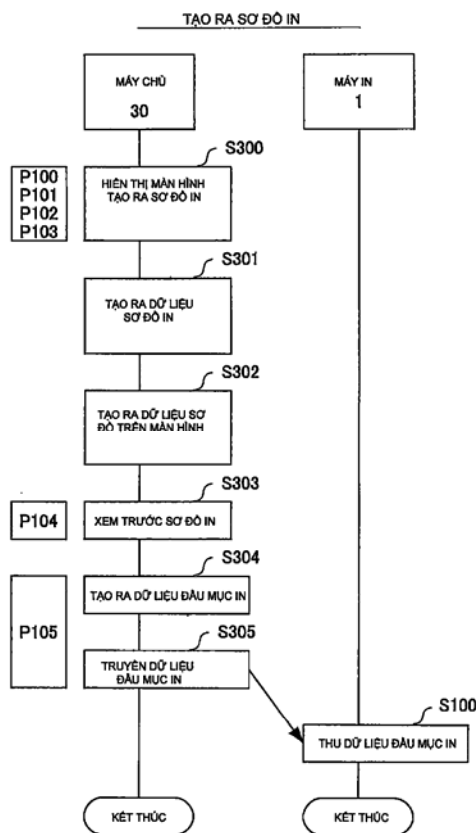 TẠO RA SƠ ĐỒ IN
MÁY CHỦ
30
MÁY IN
1
S300
P100
P101
P102
P103
HIỂN THỊ MÀN HÌNH
TẠO RA SƠ ĐỒ IN
S301
TẠO RA DỮ LIỆU
SƠ ĐỒ IN
S302
TẠO RA DỮ LIỆU SƠ
ĐỒ TRÊN MÀN HÌNH
S303
P104
XEM TRƯỚC SƠ ĐỒ IN
S304
P105
TẠO RA DỮ LIỆU ĐẦU MỤC IN
S305
TRUYỀN DỮ LIỆU
ĐẦU MỤC IN
S100
THU DỮ LIỆU ĐẦU MỤC IN
KẾT THÚC
KẾT THÚC